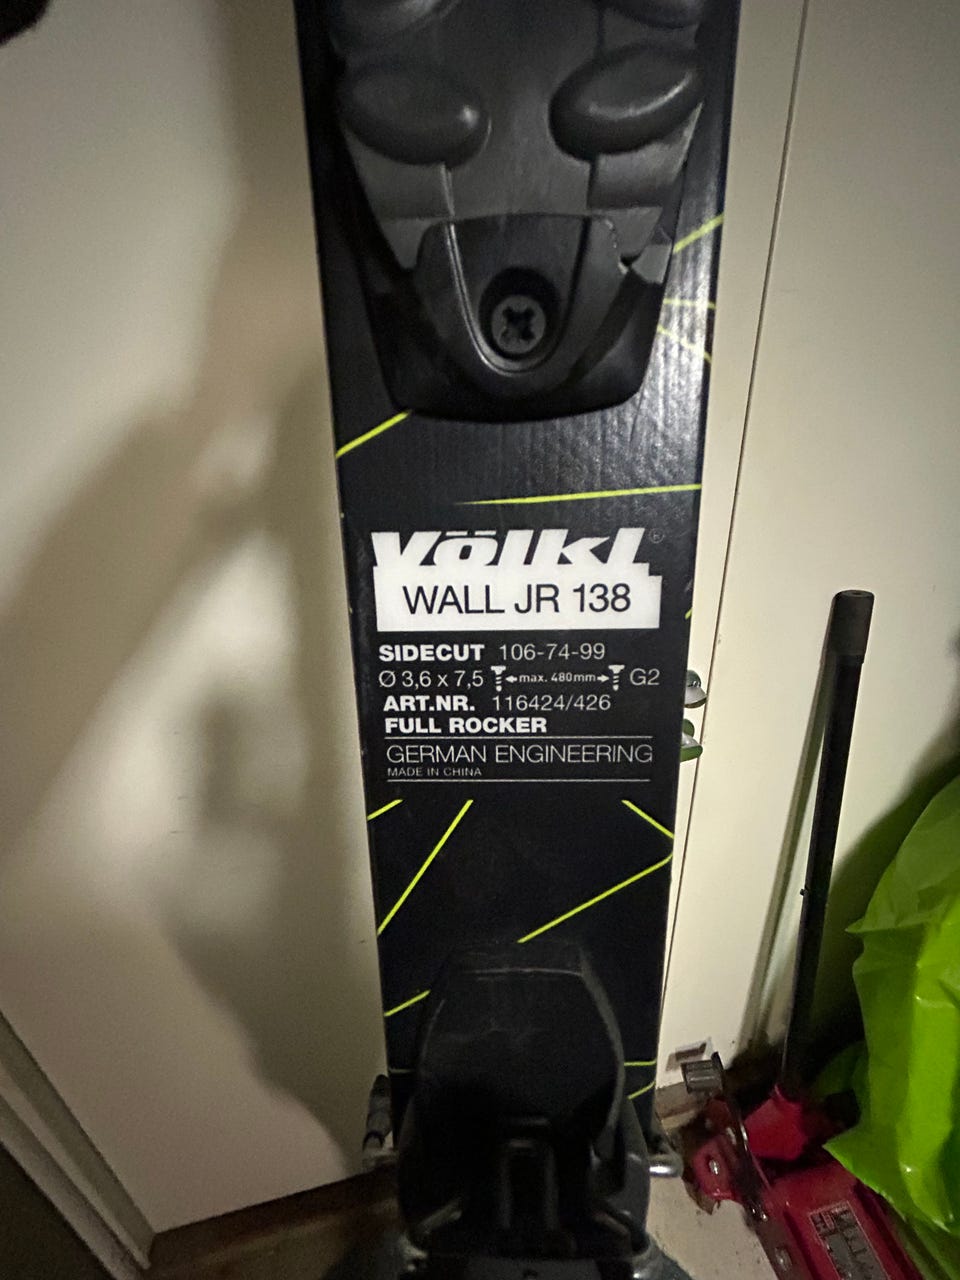 Völkl®
WALL JR 138
SIDECUT 106-74-99
Ø 3,6 x 7,5 max. 480mm G2
ART.NR. 116424/426
FULL ROCKER
GERMAN ENGINEERING
MADE IN CHINA